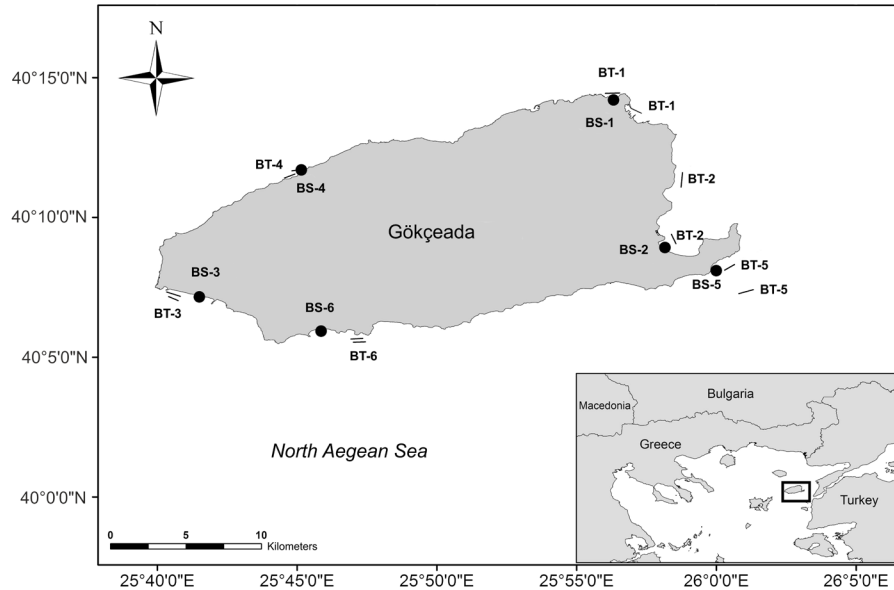 N
40°15'0"N
BT-1
BS-1
BT-1
BT-4
BS-4
BT-2
40°10'0"N
Gökçeada
BS-2
BT-2
BS-3
BS-5
BT-5
BT-5
BT-3
BS-6
BT-6
40°5'0"N
North Aegean Sea
Macedonia
Bulgaria
Greece
Turkey
40°0'0"N
0 5 10
Kilometers
25°40'0"E 25°45'0"E 25°50'0"E 25°55'0"E 26°0'0"E 26°5'0"E